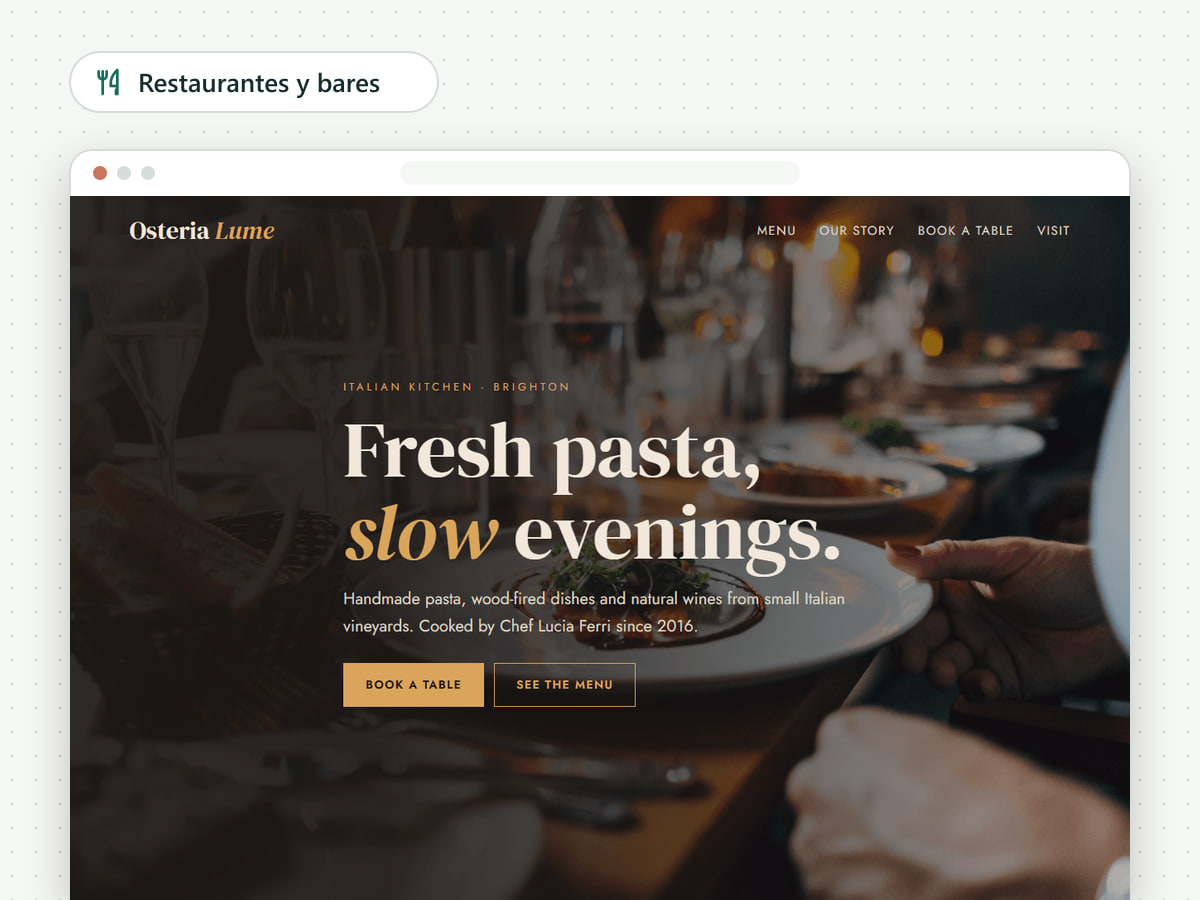 Restaurantes y bares
Osteria Lume
MENU OUR STORY BOOK A TABLE VISIT
ITALIAN KITCHEN · BRIGHTON
Fresh pasta,
slow evenings.
Handmade pasta, wood-fired dishes and natural wines from small Italian
vineyards. Cooked by Chef Lucia Ferri since 2016.
BOOK A TABLE SEE THE MENU